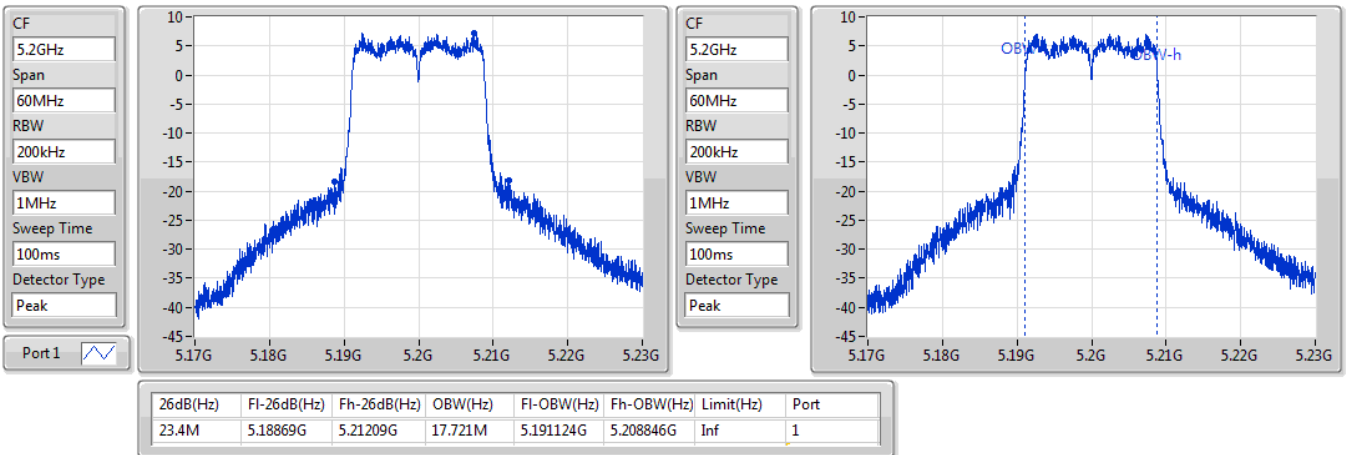 CF
5.2GHz
Span
60MHz
RBW
200kHz
VBW
1MHz
Sweep Time
100ms
Detector Type
Peak
Port 1
10
5
0
-5
-10
-15
-20
-25
-30
-35
-40
-45
5.17G 5.18G 5.19G 5.2G 5.21G 5.22G 5.23G
CF
5.2GHz
Span
60MHz
RBW
200kHz
VBW
1MHz
Sweep Time
100ms
Detector Type
Peak
10
5
0
-5
-10
-15
-20
-25
-30
-35
-40
-45
OBW-h
5.17G 5.18G 5.19G 5.2G 5.21G 5.22G 5.23G
26dB(Hz) Fl-26dB(Hz) Fh-26dB(Hz) OBW(Hz) Fl-OBW(Hz) Fh-OBW(Hz) Limit(Hz) Port
23.4M 5.18869G 5.21209G 17.721M 5.191124G 5.208846G Inf 1